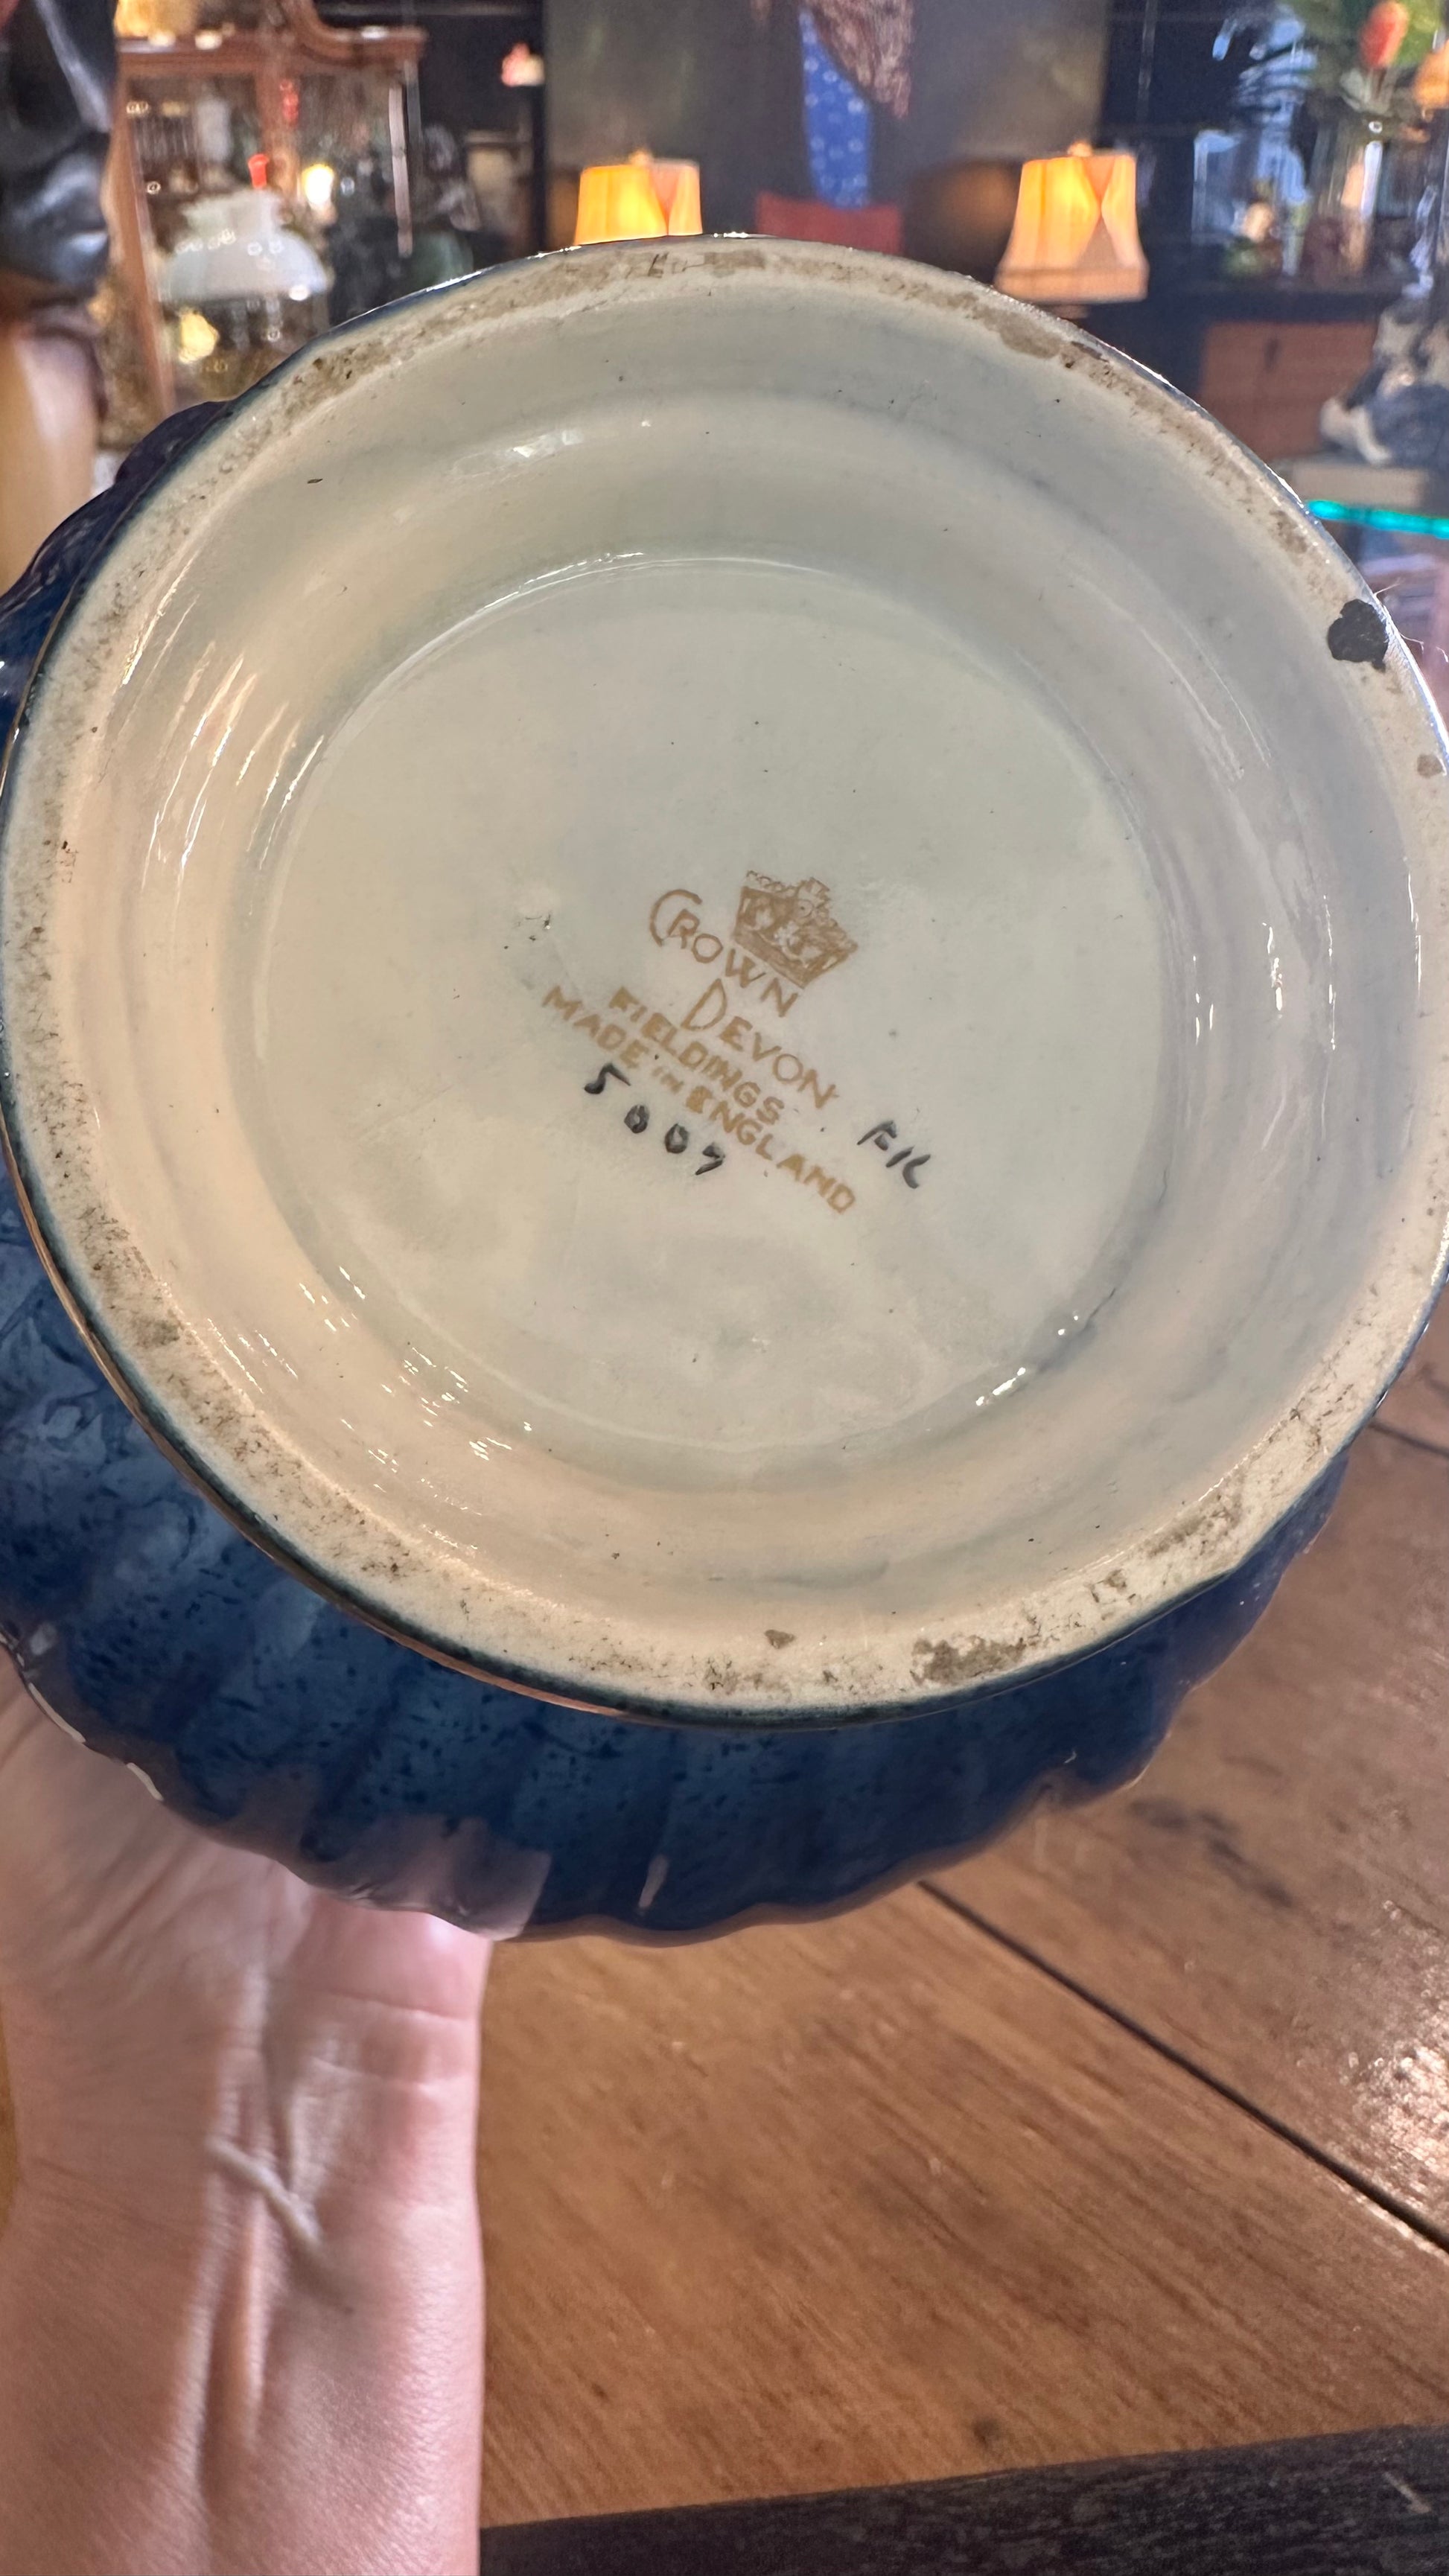 CROWN
DEVON
FIELDINGS
MADE IN ENGLAND
5007